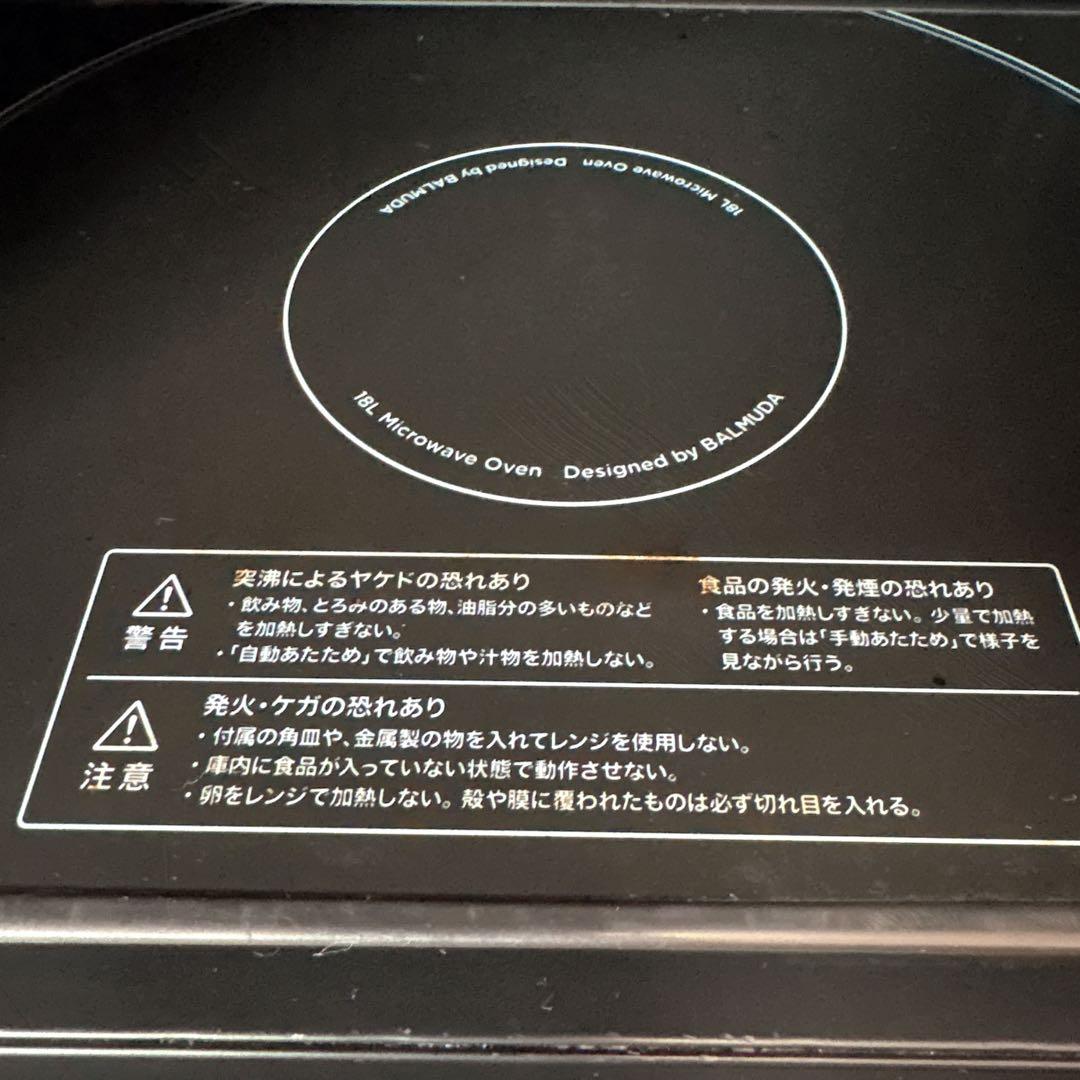 18L Microwave Oven Designed by BALMUDA
18L Microwave Oven Designed by BALMUDA
警告
突沸によるヤケドの恐れあり
・飲み物、とろみのある物、油脂分の多いものなど
を加熱しすぎない。
・「自動あたため」で飲み物や汁物を加熱しない。
食品の発火・発煙の恐れあり
・食品を加熱しすぎない。少量で加熱
する場合は「手動あたため」で様子を
見ながら行う。
注意
発火・ケガの恐れあり
・付属の角皿や、金属製の物を入れてレンジを使用しない。
・庫内に食品が入っていない状態で動作させない。
・卵をレンジで加熱しない。殻や膜に覆われたものは必ず切れ目を入れる。